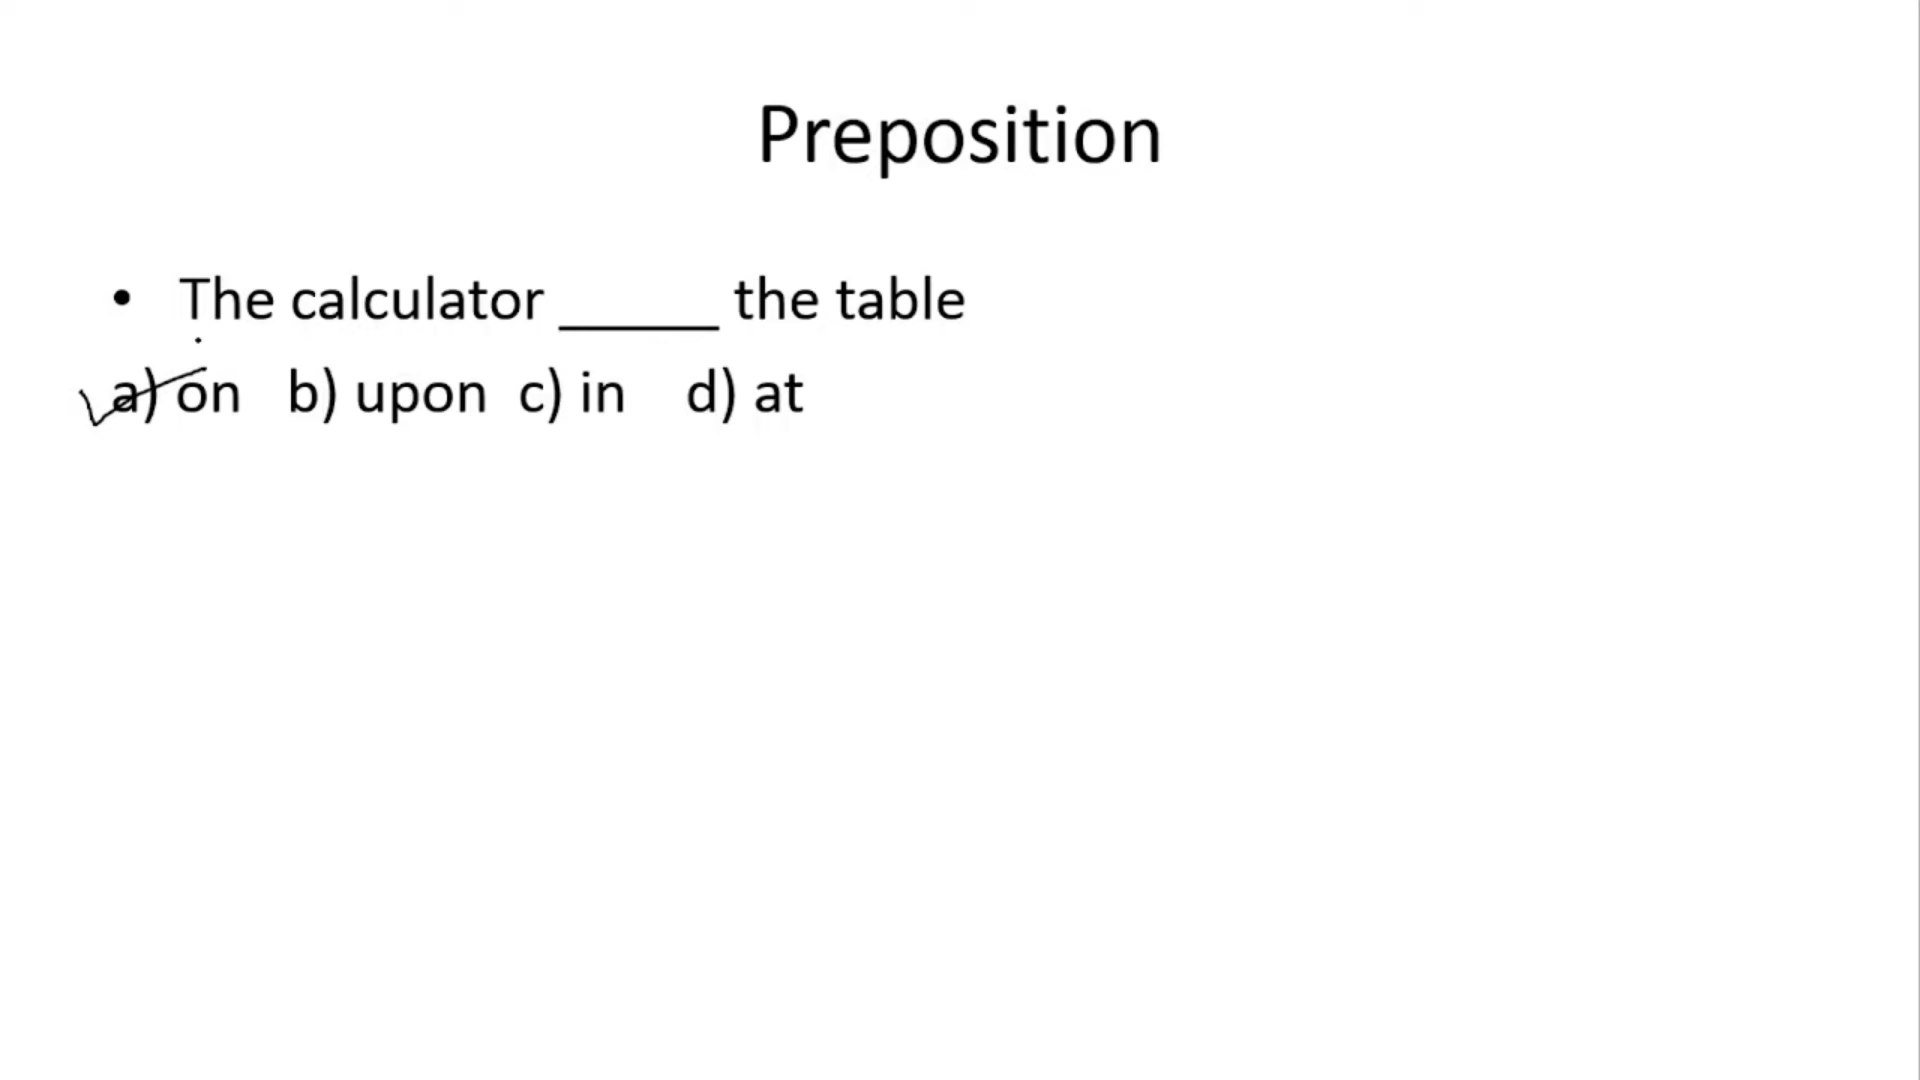 Preposition
• The calculator ______ the table
a) on b) upon c) in d) at